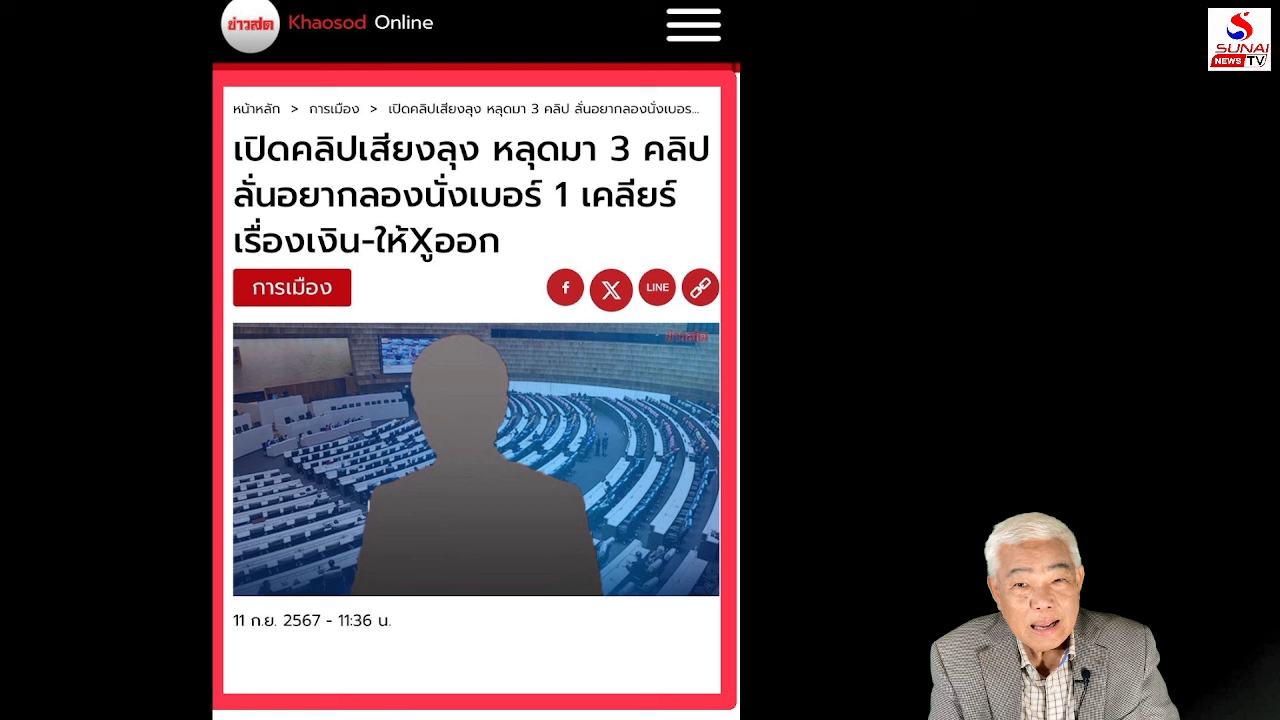 ข่าวสด Khaosod Online
SUNAI
NEWS TV
หน้าหลัก > การเมือง > เปิดคลิปเสียงลุง หลุดมา 3 คลิป ลั่นอยากลองนั่งเบอร...
เปิดคลิปเสียงลุง หลุดมา 3 คลิป
ลั่นอยากลองนั่งเบอร์ 1 เคลียร์
เรื่องเงิน-ให้Xูออก
การเมือง
f X LINE
ข่าวสด
11 ก.ย. 2567 - 11:36 น.